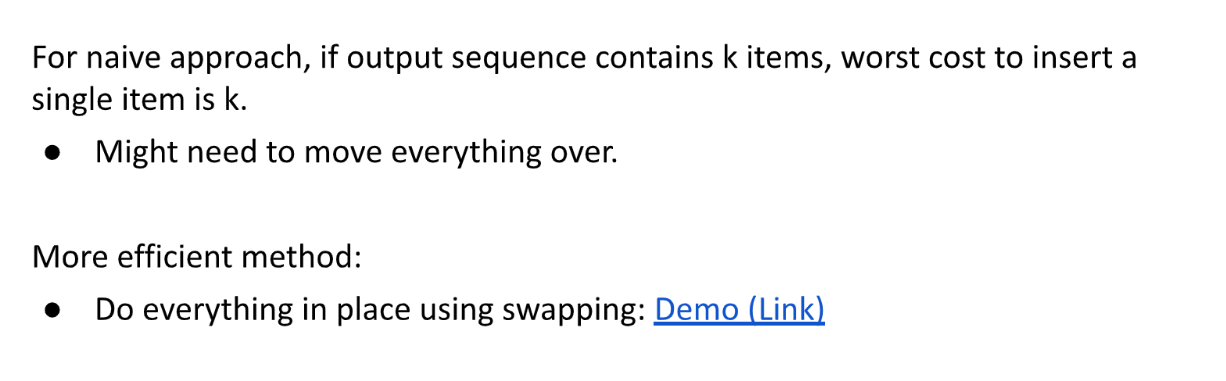 For naive approach, if output sequence contains k items, worst cost to insert a
single item is k.
● Might need to move everything over.
More efficient method:
● Do everything in place using swapping: Demo (Link)